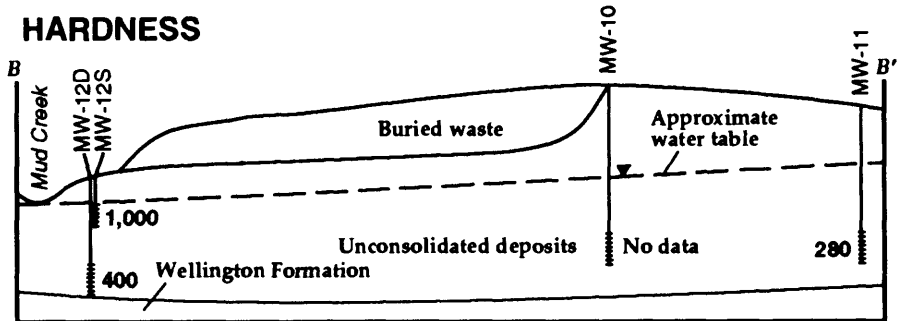 HARDNESS
B
Mud Creek
MW-12D
MW-12S
MW-10
MW-11
B'
Buried waste
Approximate
water table
1,000
Unconsolidated deposits
No data
280
400
Wellington Formation